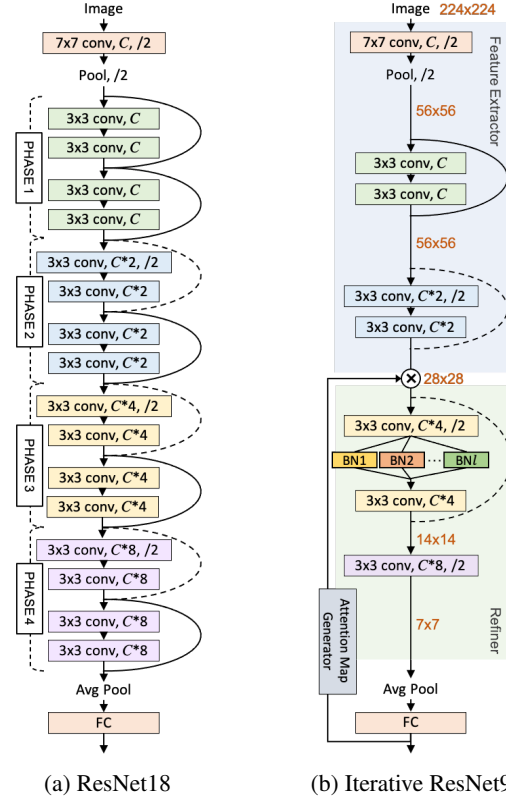 Image
7x7 conv, C, /2
Pool, /2
PHASE 1
3x3 conv, C
3x3 conv, C
3x3 conv, C
3x3 conv, C
PHASE 2
3x3 conv, C*2, /2
3x3 conv, C*2
3x3 conv, C*2
3x3 conv, C*2
PHASE 3
3x3 conv, C*4, /2
3x3 conv, C*4
3x3 conv, C*4
3x3 conv, C*4
PHASE 4
3x3 conv, C*8, /2
3x3 conv, C*8
3x3 conv, C*8
3x3 conv, C*8
Avg Pool
FC
(a) ResNet18
Image 224x224
Feature Extractor
7x7 conv, C, /2
Pool, /2
56x56
3x3 conv, C
3x3 conv, C
56x56
3x3 conv, C*2, /2
3x3 conv, C*2
28x28
3x3 conv, C*4, /2
BN1 BN2 ... BNl
3x3 conv, C*4
14x14
3x3 conv, C*8, /2
7x7
Refiner
Attention Map
Generator
Avg Pool
FC
(b) Iterative ResNet9